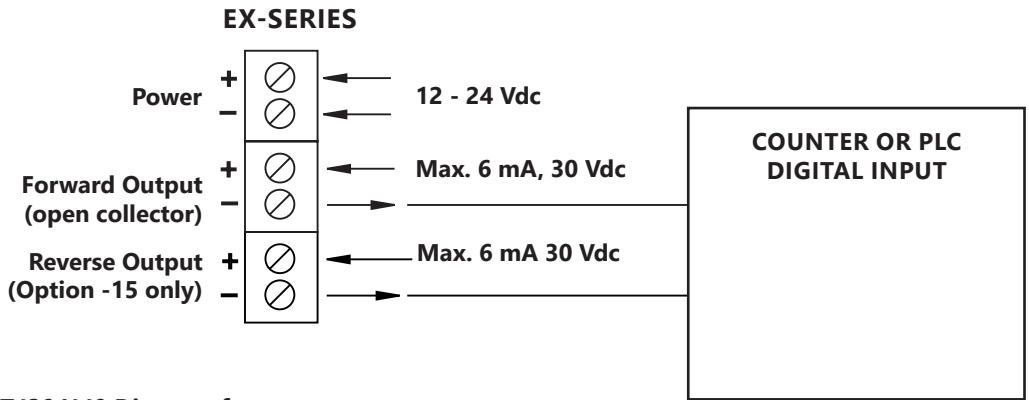 EX-SERIES
Power
+
−
12 - 24 Vdc
Forward Output
(open collector)
+
−
Max. 6 mA, 30 Vdc
Reverse Output
(Option -15 only)
+
−
Max. 6 mA 30 Vdc
COUNTER OR PLC
DIGITAL INPUT